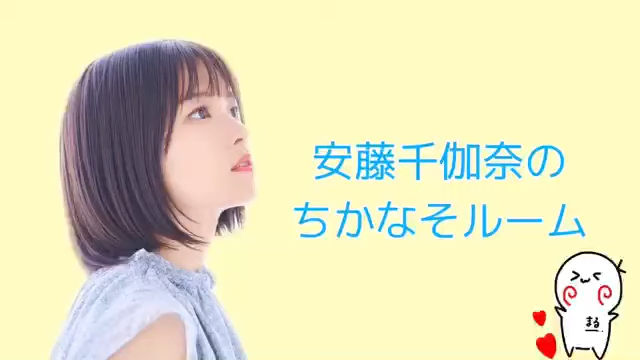 安藤千伽奈の
ちかなそルーム
まる